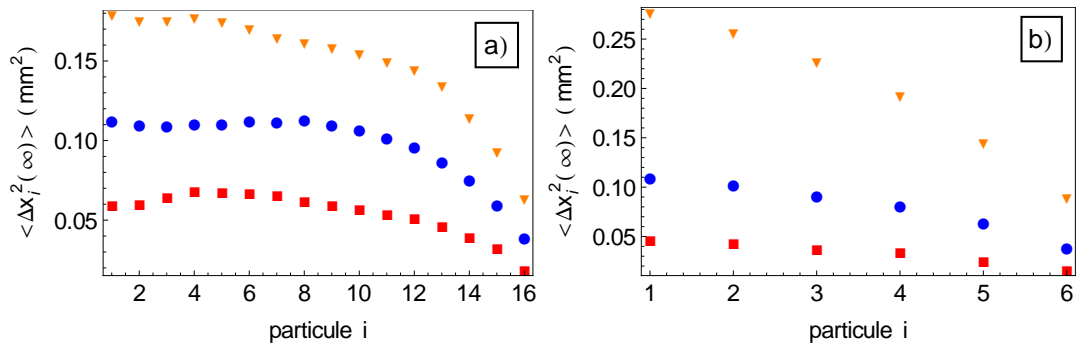 a)
0.15
0.10
0.05
<Δx_i^2(∞)> (mm^2)
2 4 6 8 10 12 14 16
particule i
b)
0.25
0.20
0.15
0.10
0.05
<Δx_i^2(∞)> (mm^2)
1 2 3 4 5 6
particule i